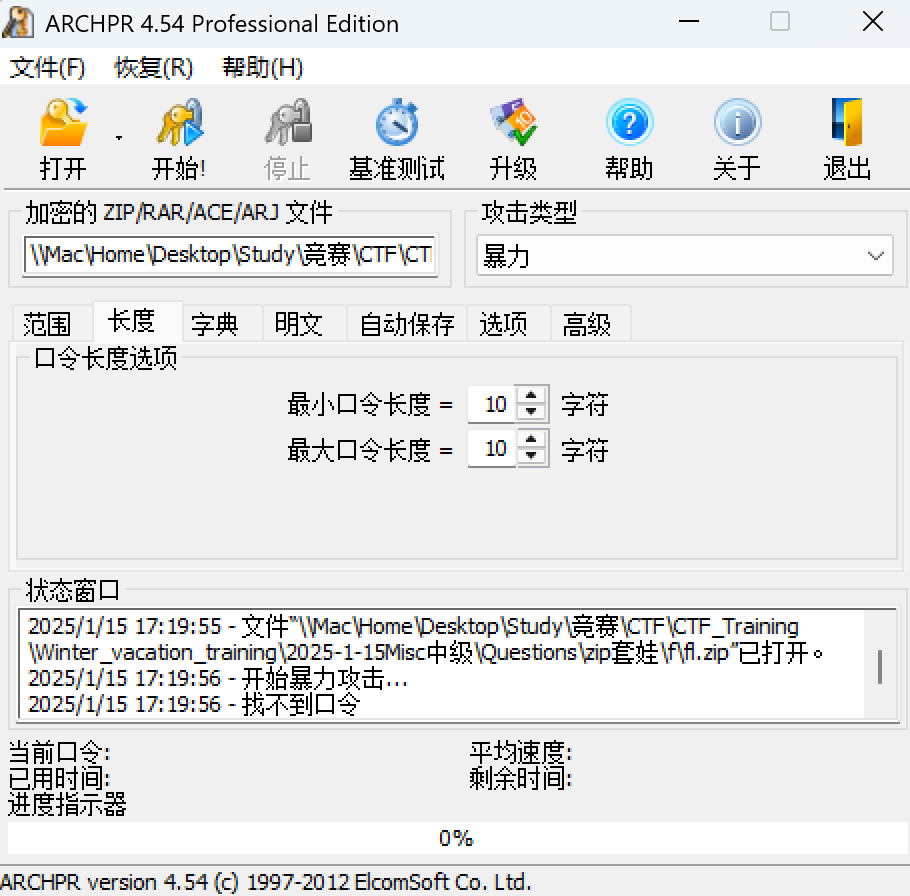 ARCHPR 4.54 Professional Edition
文件(F) 恢复(R) 帮助(H)
打开 开始! 停止 基准测试 升级 帮助 关于 退出
加密的 ZIP/RAR/ACE/ARJ 文件 攻击类型
\\Mac\Home\Desktop\Study\竞赛\CTF\CT 暴力
范围 长度 字典 明文 自动保存 选项 高级
口令长度选项
最小口令长度 = 10 字符
最大口令长度 = 10 字符
状态窗口
2025/1/15 17:19:55 - 文件“\\Mac\Home\Desktop\Study\竞赛\CTF\CTF_Training
\Winter_vacation_training\2025-1-15Misc中级\Questions\zip套娃\f\fl.zip”已打开。
2025/1/15 17:19:56 - 开始暴力攻击...
2025/1/15 17:19:56 - 找不到口令
当前口令: 平均速度:
已用时间: 剩余时间:
进度指示器
0%
ARCHPR version 4.54 (c) 1997-2012 ElcomSoft Co. Ltd.